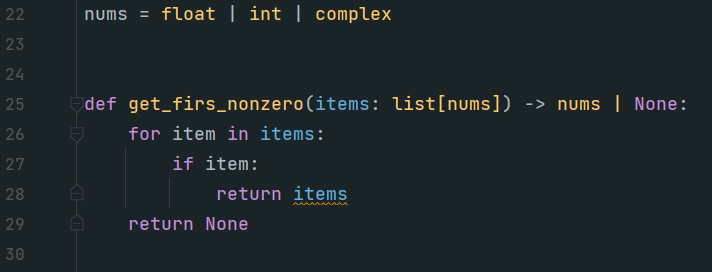 22 nums = float | int | complex
23
24
25 def get_firs_nonzero(items: list[nums]) -> nums | None:
26     for item in items:
27         if item:
28             return items
29     return None
30